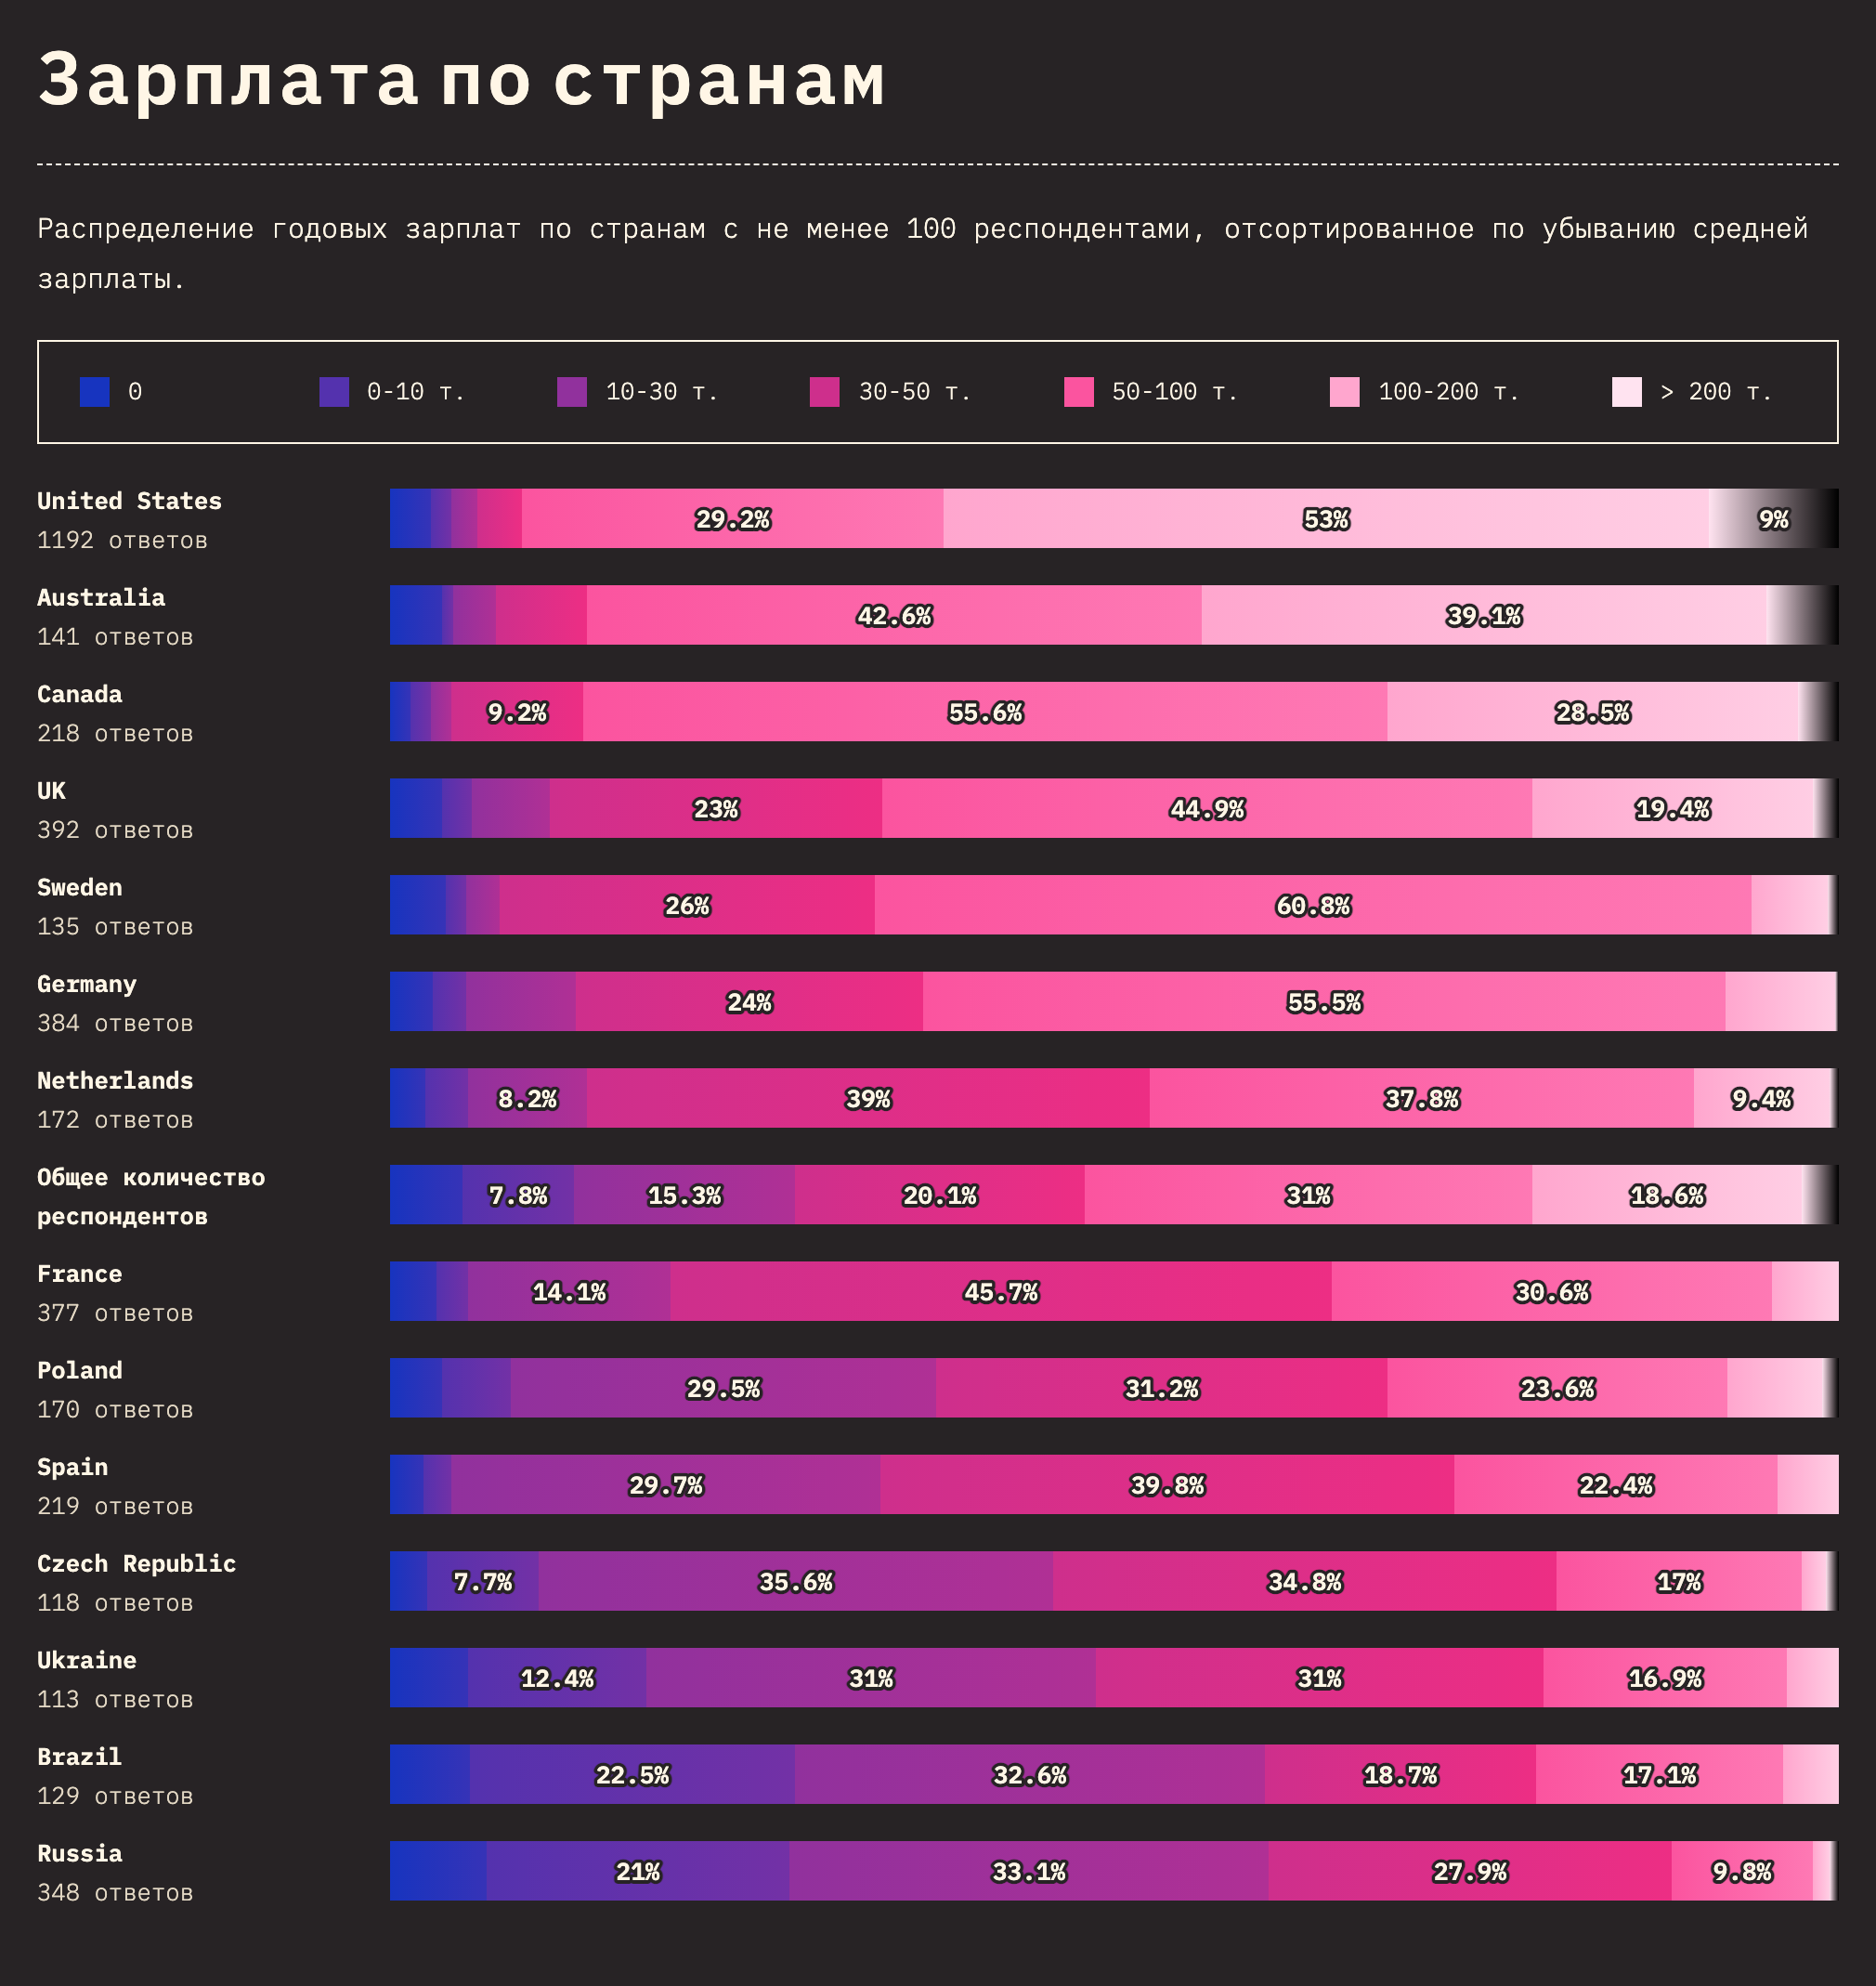 Зарплата по странам
Распределение годовых зарплат по странам с не менее 100 респондентами, отсортированное по убыванию средней
зарплаты.
0 0-10 т. 10-30 т. 30-50 т. 50-100 т. 100-200 т. > 200 т.
United States
29.2% 53% 9%
1192 ответов
Australia
42.6% 39.1%
141 ответов
Canada
9.2% 55.6% 28.5%
218 ответов
UK
23% 44.9% 19.4%
392 ответов
Sweden
26% 60.8%
135 ответов
Germany
24% 55.5%
384 ответов
Netherlands
8.2% 39% 37.8% 9.4%
172 ответов
Общее количество
7.8% 15.3% 20.1% 31% 18.6%
респондентов
France
14.1% 45.7% 30.6%
377 ответов
Poland
29.5% 31.2% 23.6%
170 ответов
Spain
29.7% 39.8% 22.4%
219 ответов
Czech Republic
7.7% 35.6% 34.8% 17%
118 ответов
Ukraine
12.4% 31% 31% 16.9%
113 ответов
Brazil
22.5% 32.6% 18.7% 17.1%
129 ответов
Russia
21% 33.1% 27.9% 9.8%
348 ответов